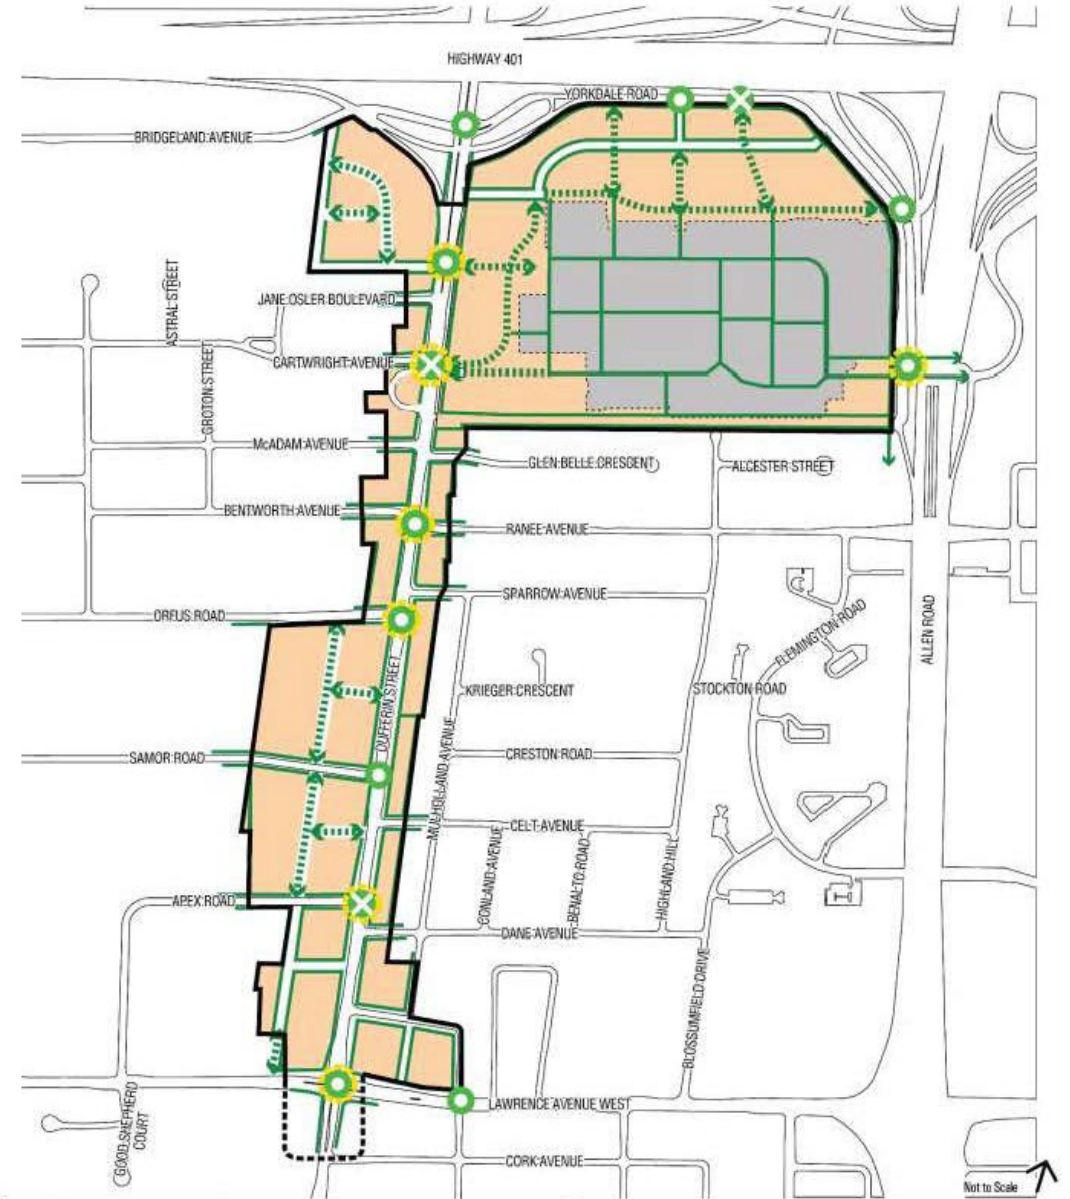 HIGHWAY 401
YORKDALE ROAD
BRIDGELAND AVENUE
ASTRAL STREET
JANE OSLER BOULEVARD
GROTON STREET
CARTWRIGHT AVENUE
McADAM AVENUE
GLEN BELLE CRESCENT
ALCESTER STREET
BENTWORTH AVENUE
RANEE AVENUE
SPARROW AVENUE
ORFUS ROAD
FLEMINGTON ROAD
ALLEN ROAD
DUFFERIN STREET
KRIEGER CRESCENT
STOCKTON ROAD
MULHOLLAND AVENUE
SAMOR ROAD
CRESTON ROAD
CELT AVENUE
CONLAND AVENUE
BENALTO ROAD
HIGHLAND HILL
APEX ROAD
DANE AVENUE
BLOSSUMFIELD DRIVE
GOOD SHEPHERD
COURT
LAWRENCE AVENUE WEST
CORK AVENUE
Not to Scale